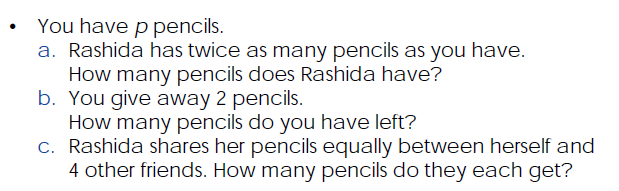 • You have p pencils.
a. Rashida has twice as many pencils as you have.
How many pencils does Rashida have?
b. You give away 2 pencils.
How many pencils do you have left?
c. Rashida shares her pencils equally between herself and
4 other friends. How many pencils do they each get?